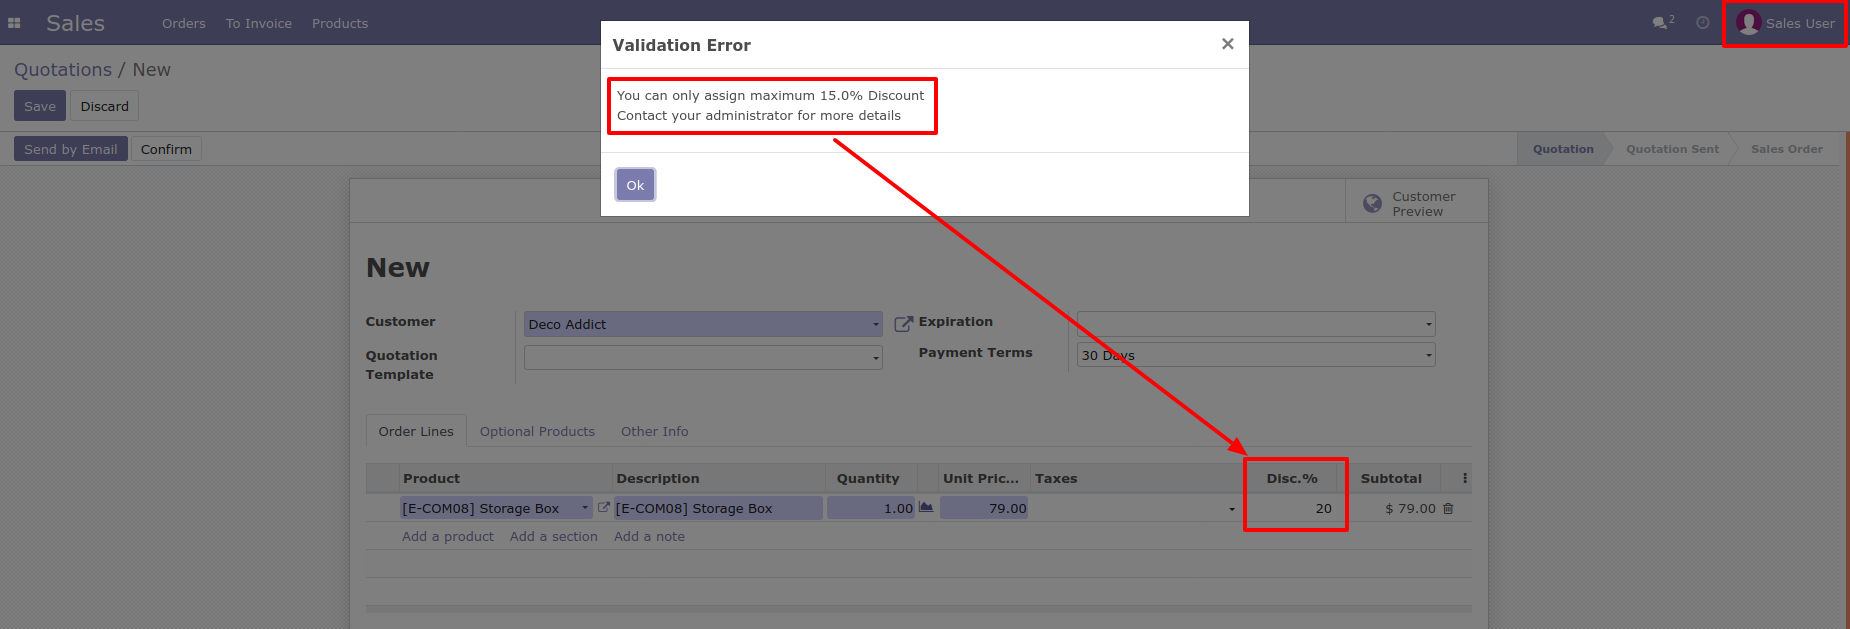 Sales Orders To Invoice Products 2 Sales User
Quotations / New
Save Discard
Send by Email Confirm Quotation Quotation Sent Sales Order
Validation Error ×
You can only assign maximum 15.0% Discount
Contact your administrator for more details
Ok
Customer
Preview
New
Customer Deco Addict Expiration
Quotation
Template
Payment Terms 30 Days
Order Lines Optional Products Other Info
Product Description Quantity Unit Pric... Taxes Disc.% Subtotal
[E-COM08] Storage Box [E-COM08] Storage Box 1.00 79.00 20 $ 79.00
Add a product Add a section Add a note